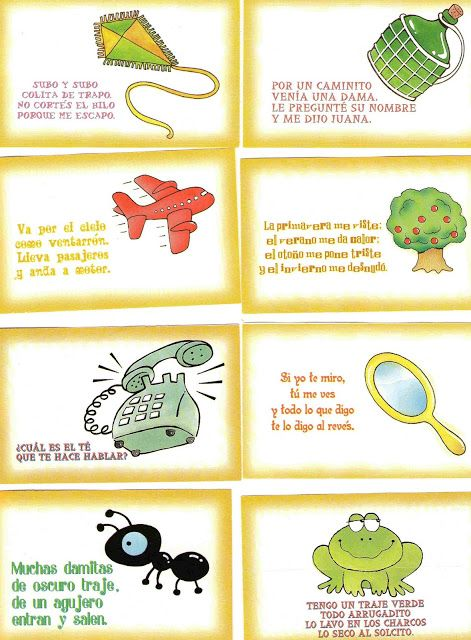 SUBO Y SUBO
COLITA DE TRAPO.
NO CORTÉS EL HILO
PORQUE ME ESCAPO.
POR UN CAMINITO
VENÍA UNA DAMA.
LE PREGUNTÉ SU NOMBRE
Y ME DIJO JUANA.
Va por el cielo
como ventarrón.
Lleva pasajeros
y anda a motor.
La primavera me viste;
el verano me da calor;
el otoño me pone triste
y el invierno me desnuda.
¿CUÁL ES EL TÉ
QUE TE HACE HABLAR?
Si yo te miro,
tú me ves
y todo lo que digo
te lo digo al revés.
Muchas damitas
de oscuro traje,
de un agujero
entran y salen.
TENGO UN TRAJE VERDE
TODO ARRUGADITO
LO LAVO EN LOS CHARCOS
LO SECO AL SOLCITO.